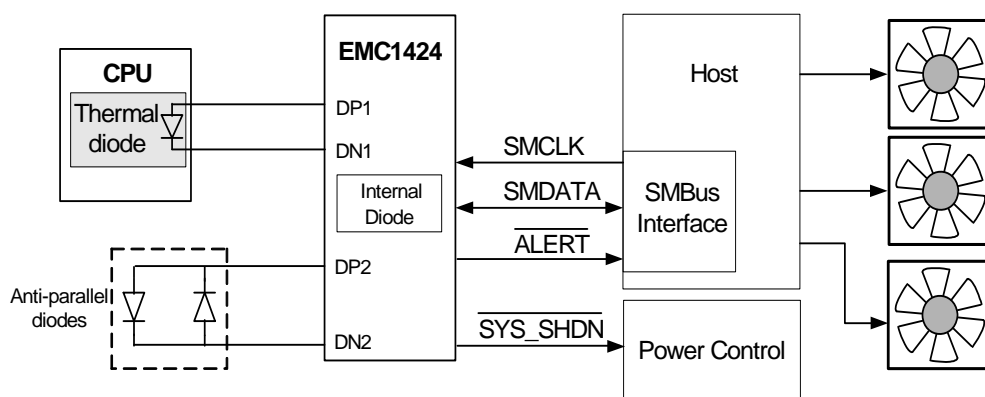 CPU
Thermal
diode
EMC1424
DP1
DN1
Internal
Diode
DP2
DN2
Anti-parallel
diodes
SMCLK
SMDATA
ALERT
SYS_SHDN
Host
SMBus
Interface
Power Control